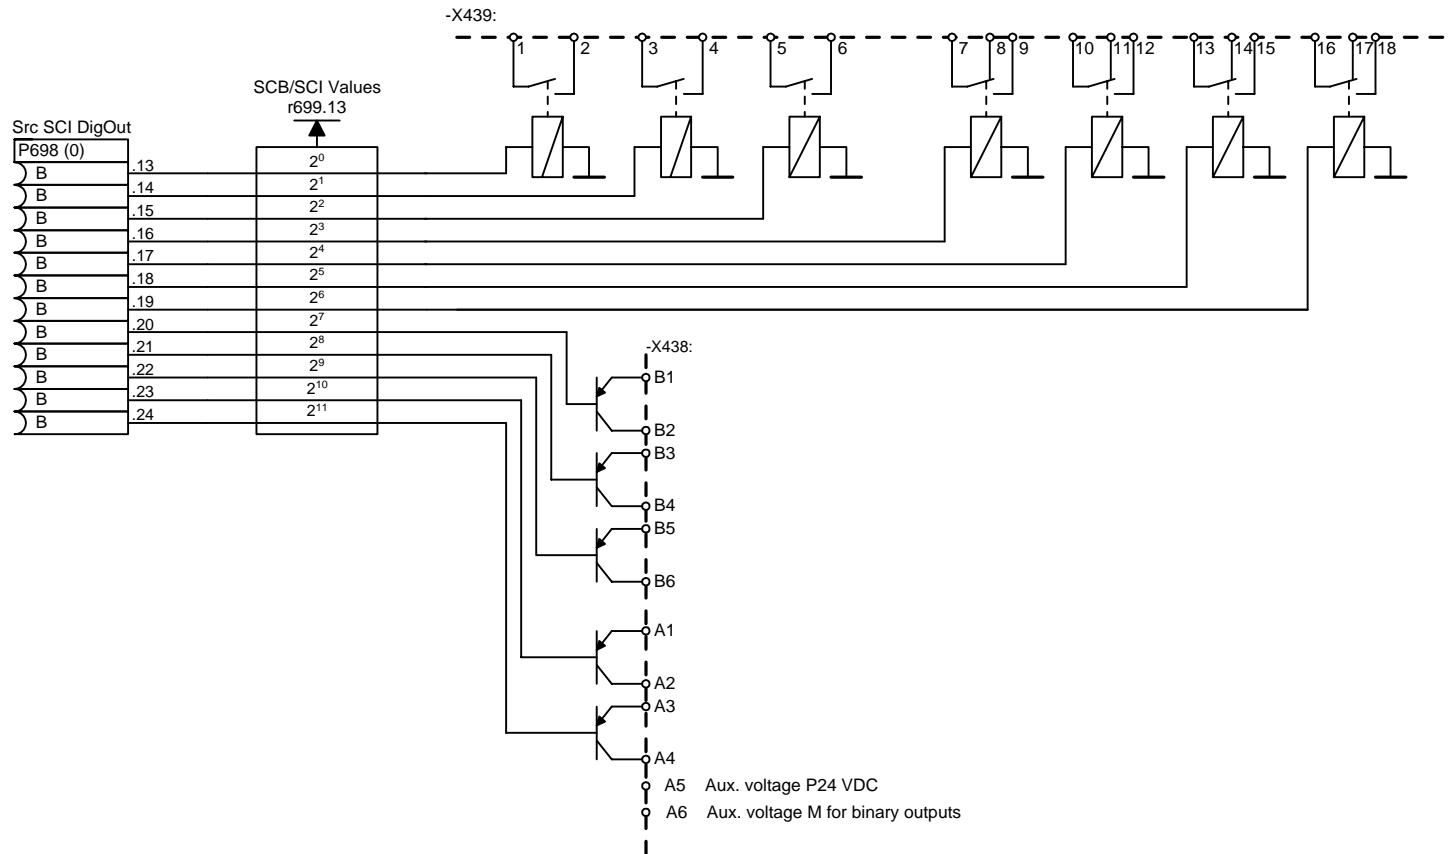 -X439:
1 2 3 4 5 6 7 8 9 10 11 12 13 14 15 16 17 18
SCB/SCI Values
r699.13
Src SCI DigOut
P698 (0)
B .13 2⁰
B .14 2¹
B .15 2²
B .16 2³
B .17 2⁴
B .18 2⁵
B .19 2⁶
B .20 2⁷
B .21 2⁸
B .22 2⁹
B .23 2¹⁰
B .24 2¹¹
-X438:
B1
B2
B3
B4
B5
B6
A1
A2
A3
A4
A5 Aux. voltage P24 VDC
A6 Aux. voltage M for binary outputs